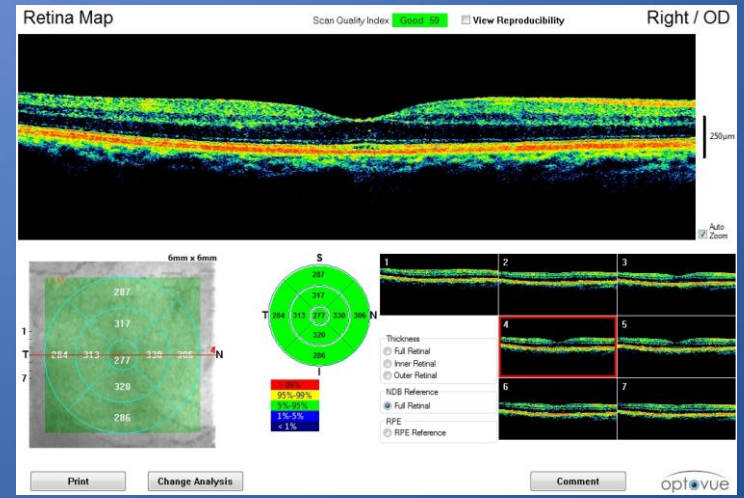 Retina Map
Scan Quality Index Good 59 View Reproducibility
Right / OD
250μm
Auto
Zoom
6mm x 6mm
287
317
284 313 277 330 306
320
286
1
T
7
4
N
S
287
317
T 284 313 277 330 306 N
320
286
I
95%-99%
5%-95%
1%-5%
< 1%
1
2
3
4
5
6
7
Thickness
Full Retinal
Inner Retinal
Outer Retinal
NDB Reference
Full Retinal
RPE
RPE Reference
Print
Change Analysis
Comment
optovue